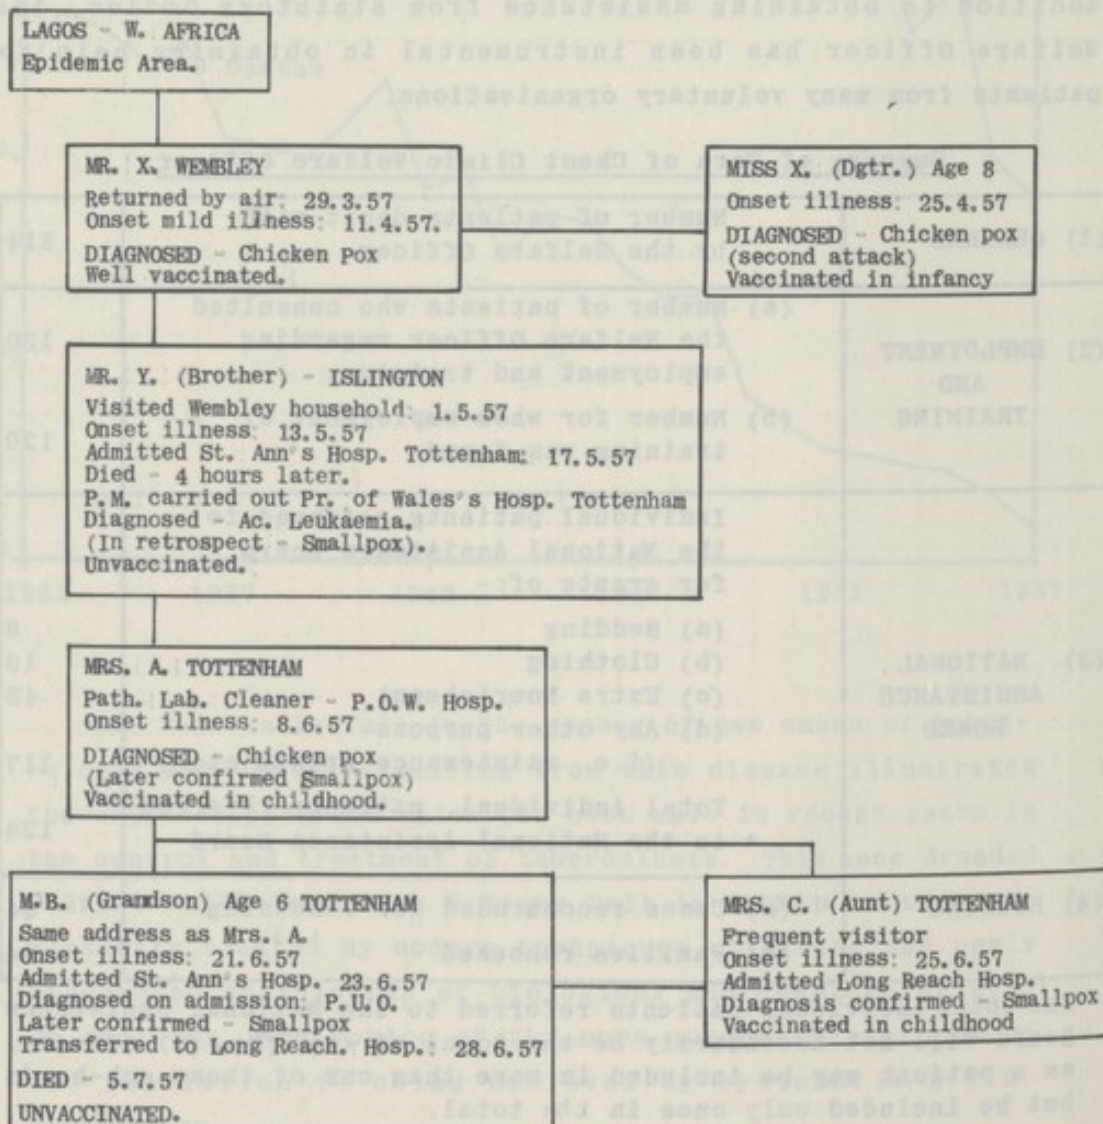 LAGOS - W. AFRICA
Epidemic Area.
MR. X. WEMBLEY
Returned by air: 29.3.57
Onset mild illness: 11.4.57.
DIAGNOSED - Chicken Pox
Well vaccinated.
MISS X. (Dgtr.) Age 8
Onset illness: 25.4.57
DIAGNOSED - Chicken pox
(second attack)
Vaccinated in infancy
MR. Y. (Brother) - ISLINGTON
Visited Wembley household: 1.5.57
Onset illness: 13.5.57
Admitted St. Ann's Hosp. Tottenham: 17.5.57
Died - 4 hours later.
P.M. carried out Pr. of Wales's Hosp. Tottenham
Diagnosed - Ac. Leukaemia.
(In retrospect - Smallpox).
Unvaccinated.
MRS. A. TOTTENHAM
Path. Lab. Cleaner - P.O.W. Hosp.
Onset illness: 8.6.57
DIAGNOSED - Chicken pox
(Later confirmed Smallpox)
Vaccinated in childhood.
M.B. (Grandson) Age 6 TOTTENHAM
Same address as Mrs. A.
Onset illness: 21.6.57
Admitted St. Ann's Hosp. 23.6.57
Diagnosed on admission: P.U.O.
Later confirmed - Smallpox
Transferred to Long Reach. Hosp.: 28.6.57
DIED - 5.7.57
UNVACCINATED.
MRS. C. (Aunt) TOTTENHAM
Frequent visitor
Onset illness: 25.6.57
Admitted Long Reach Hosp.
Diagnosis confirmed - Smallpox
Vaccinated in childhood